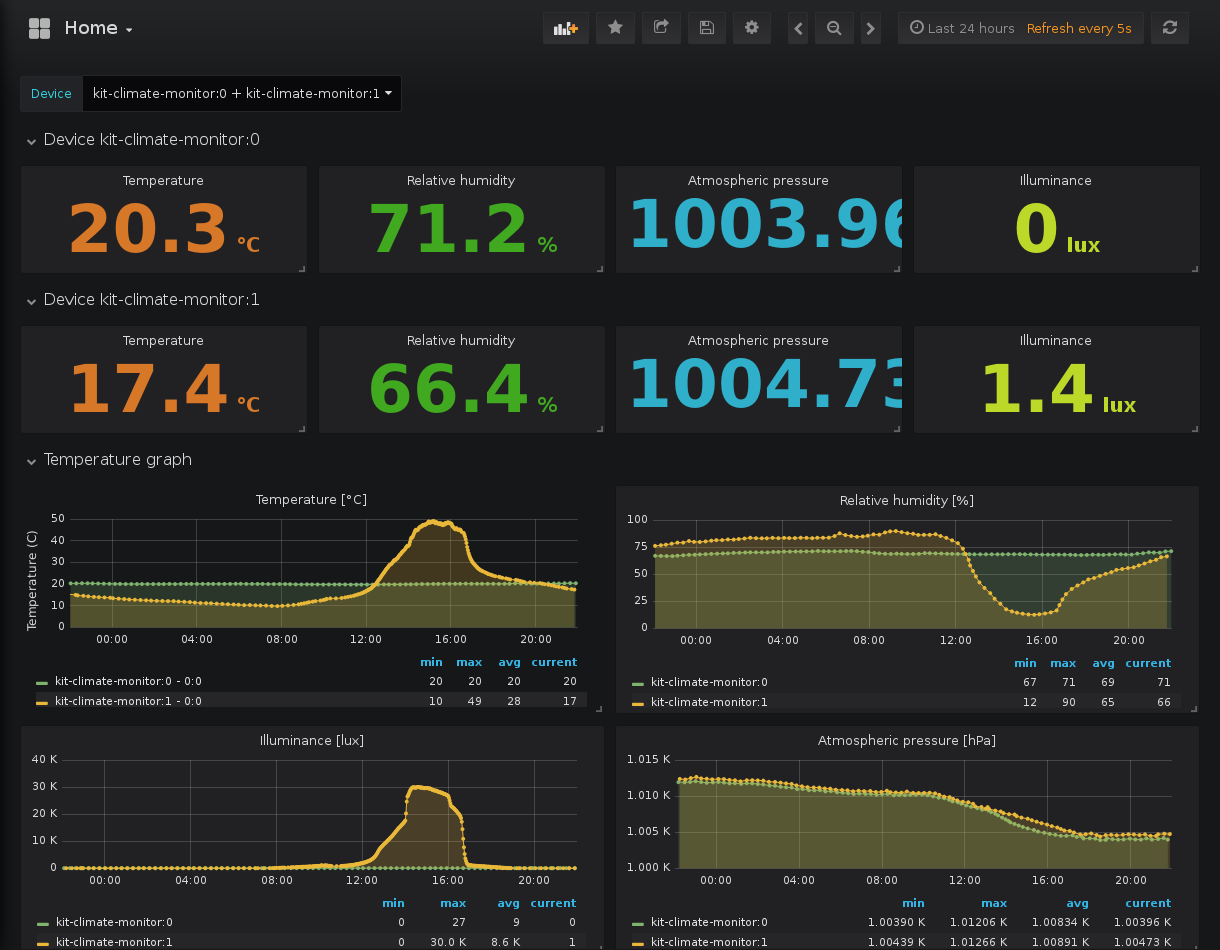 Home
Last 24 hours Refresh every 5s
Device kit-climate-monitor:0 + kit-climate-monitor:1
Device kit-climate-monitor:0
Temperature Relative humidity Atmospheric pressure Illuminance
20.3 °C 71.2 % 1003.96 0 lux
Device kit-climate-monitor:1
Temperature Relative humidity Atmospheric pressure Illuminance
17.4 °C 66.4 % 1004.73 1.4 lux
Temperature graph
Temperature [°C]
Temperature (C)
50
40
30
20
10
0
00:00 04:00 08:00 12:00 16:00 20:00
min max avg current
kit-climate-monitor:0 - 0:0 20 20 20 20
kit-climate-monitor:1 - 0:0 10 49 28 17
Relative humidity [%]
100
75
50
25
0
00:00 04:00 08:00 12:00 16:00 20:00
min max avg current
kit-climate-monitor:0 67 71 69 71
kit-climate-monitor:1 12 90 65 66
Illuminance [lux]
40 K
30 K
20 K
10 K
0
00:00 04:00 08:00 12:00 16:00 20:00
min max avg current
kit-climate-monitor:0 0 27 9 0
kit-climate-monitor:1 0 30.0 K 8.6 K 1
Atmospheric pressure [hPa]
1.015 K
1.010 K
1.005 K
1.000 K
00:00 04:00 08:00 12:00 16:00 20:00
min max avg current
kit-climate-monitor:0 1.00390 K 1.01206 K 1.00834 K 1.00396 K
kit-climate-monitor:1 1.00439 K 1.01266 K 1.00891 K 1.00473 K